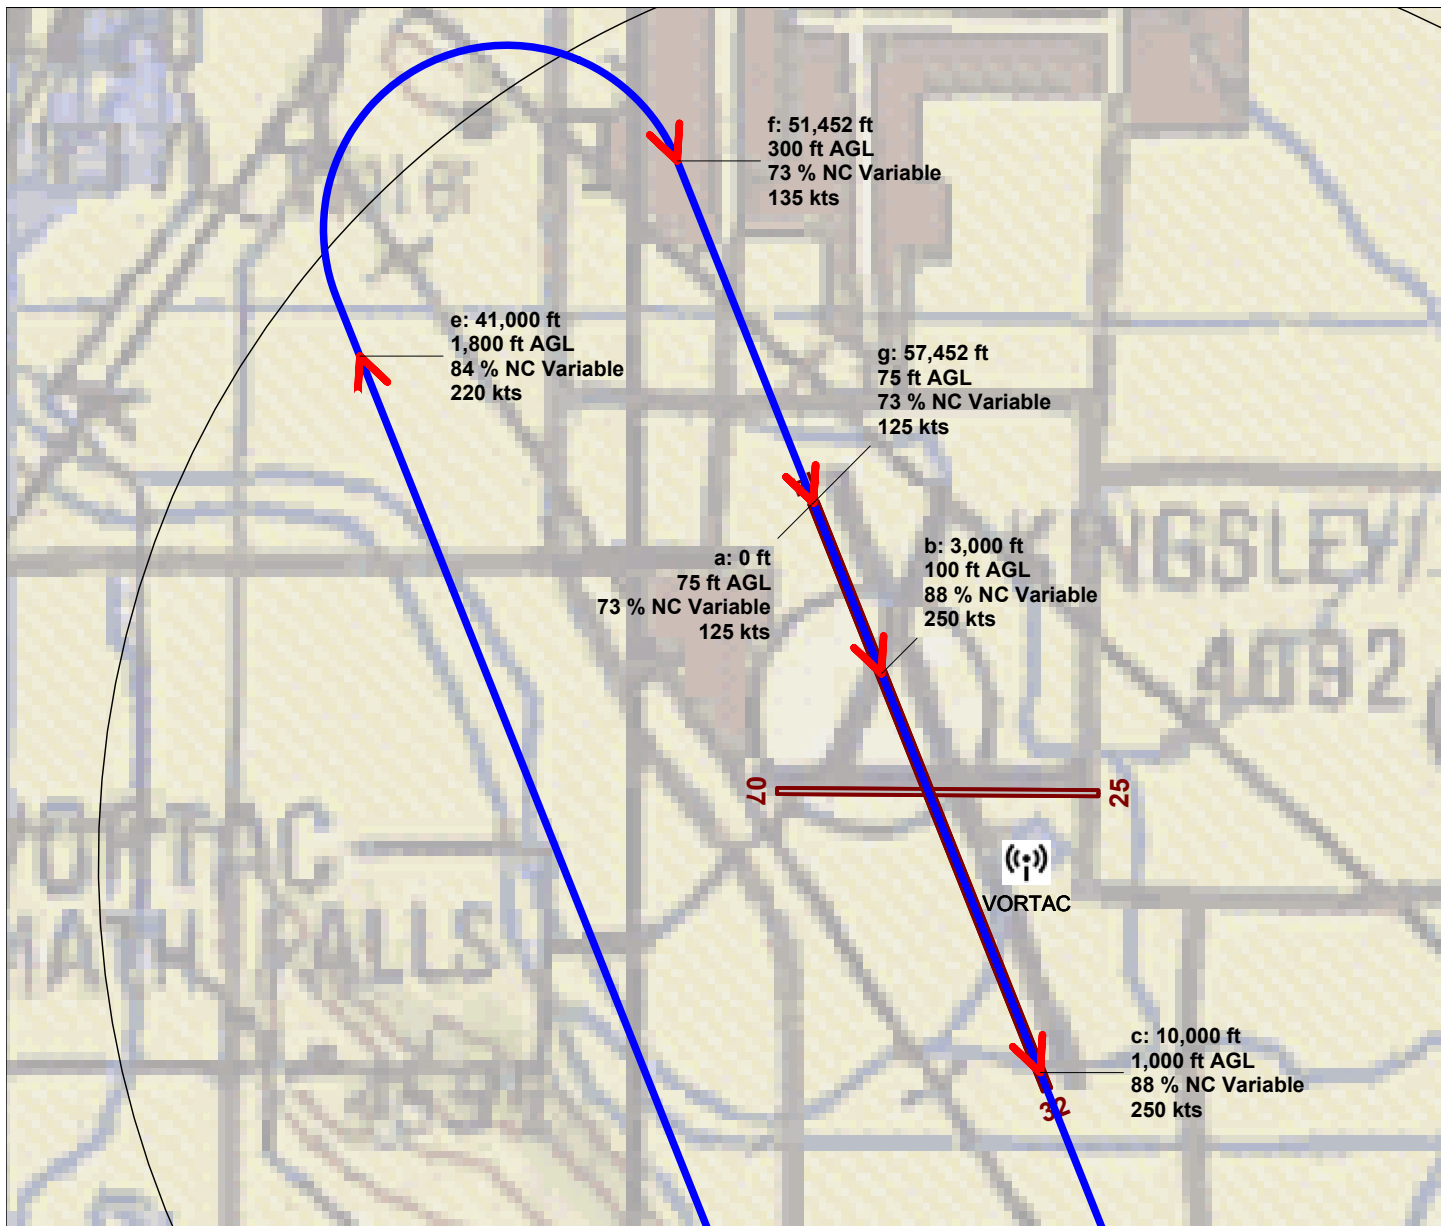 f: 51,452 ft
300 ft AGL
73 % NC Variable
135 kts
e: 41,000 ft
1,800 ft AGL
84 % NC Variable
220 kts
g: 57,452 ft
75 ft AGL
73 % NC Variable
125 kts
a: 0 ft
75 ft AGL
73 % NC Variable
125 kts
b: 3,000 ft
100 ft AGL
88 % NC Variable
250 kts
KINGSLEY
4092
07
25
VORTAC
VORTAC
MATH FALLS
c: 10,000 ft
1,000 ft AGL
88 % NC Variable
250 kts
32